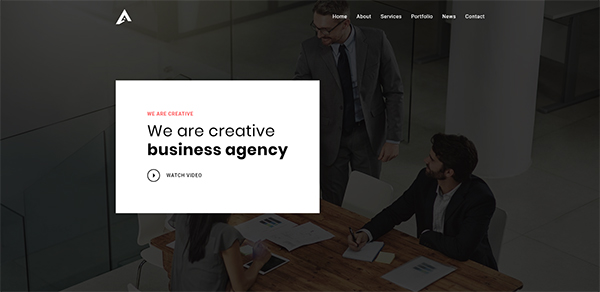 Home About Services Portfolio News Contact
WE ARE CREATIVE
We are creative
business agency
WATCH VIDEO